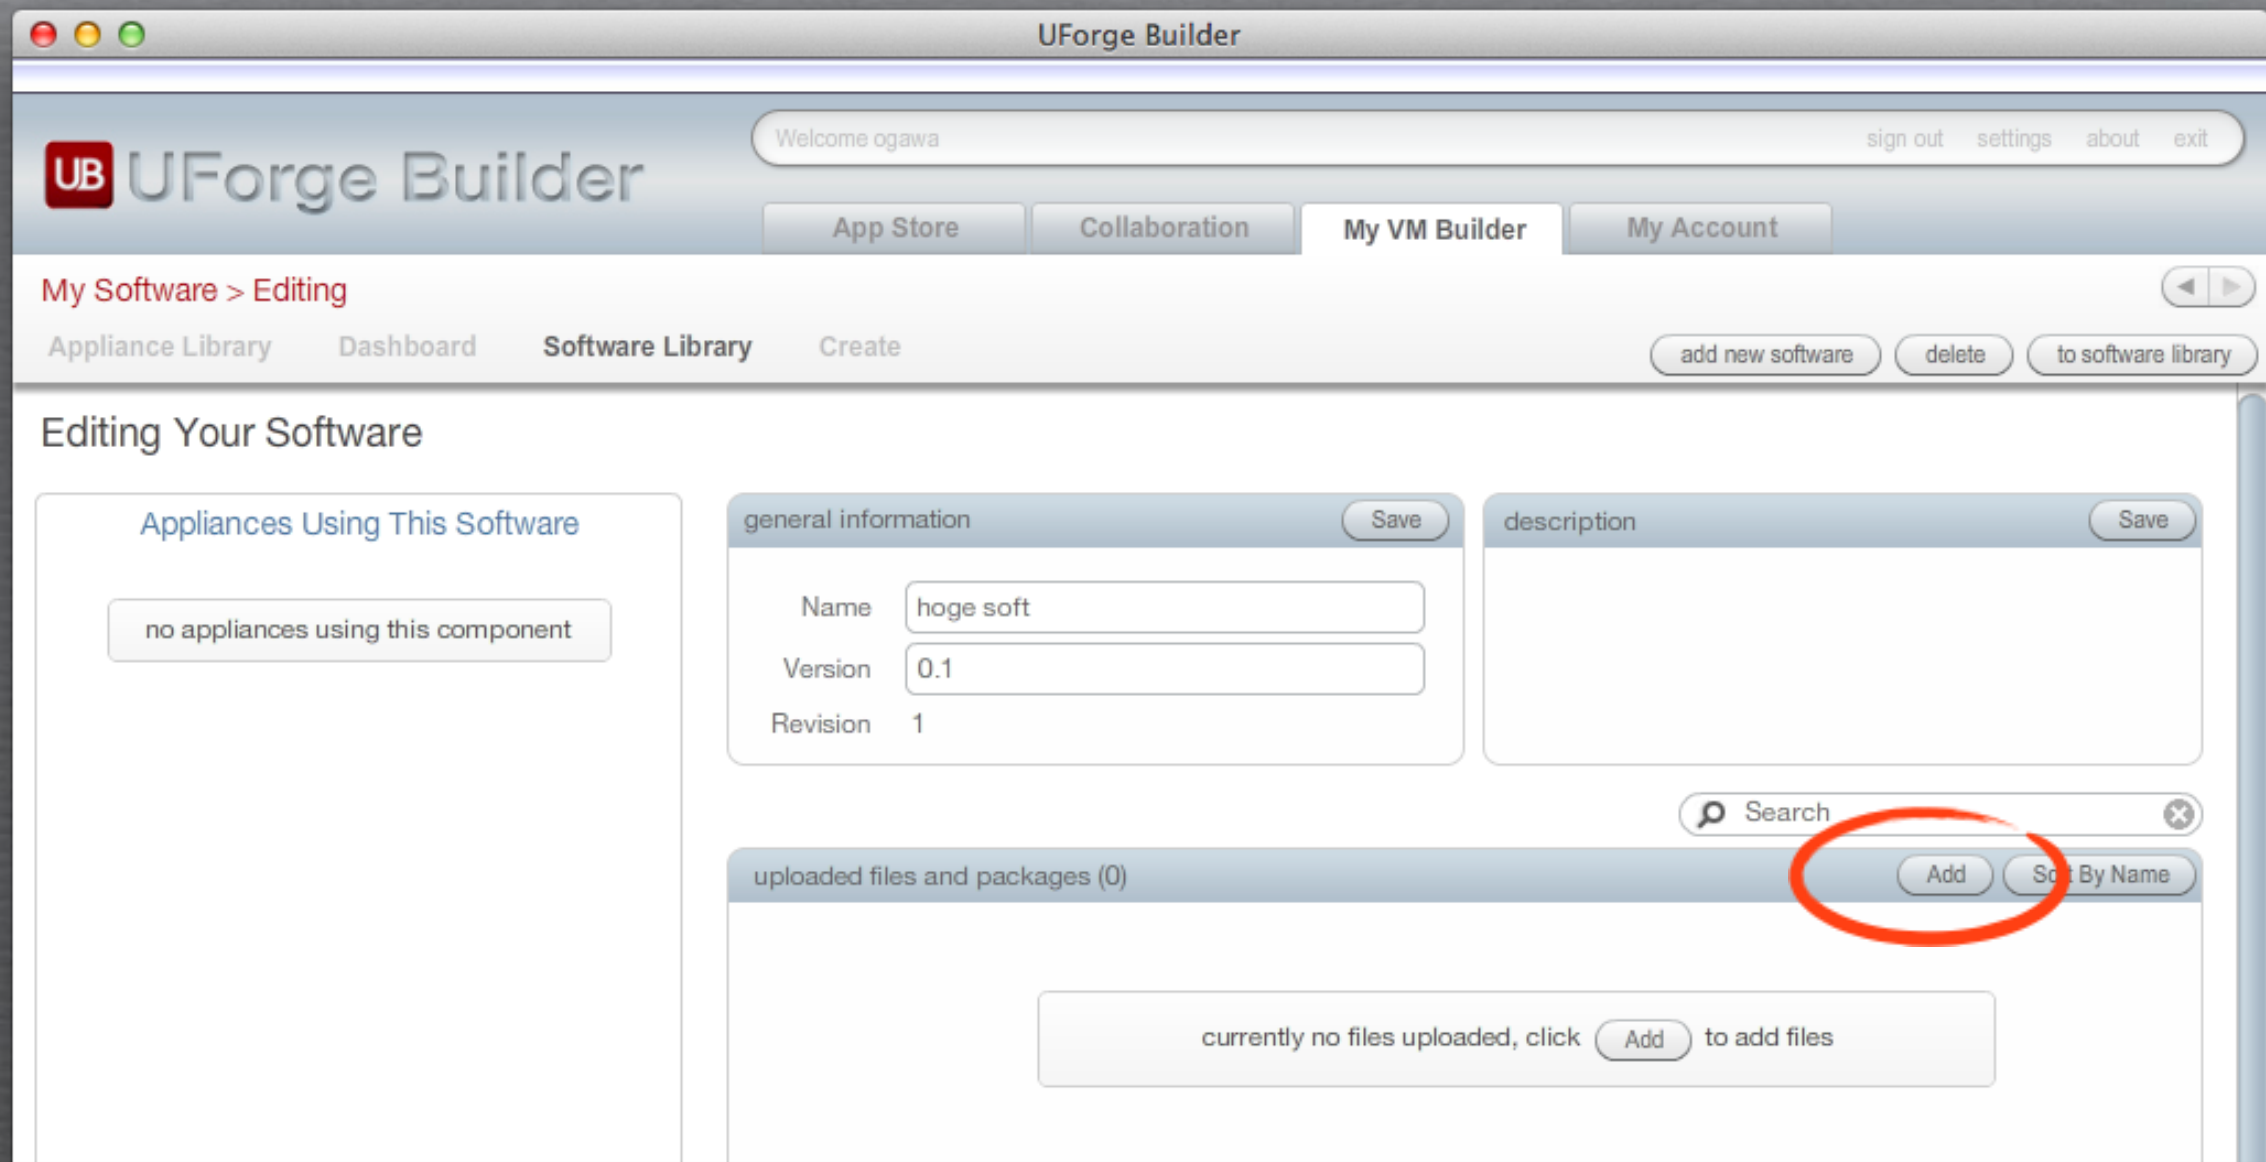 UForge Builder
UB UForge Builder
Welcome ogawa sign out settings about exit
App Store Collaboration My VM Builder My Account
My Software > Editing
Appliance Library Dashboard Software Library Create
add new software delete to software library
Editing Your Software
Appliances Using This Software
no appliances using this component
general information Save
Name hoge soft
Version 0.1
Revision 1
description Save
Search
uploaded files and packages (0) Add Sort By Name
currently no files uploaded, click Add to add files